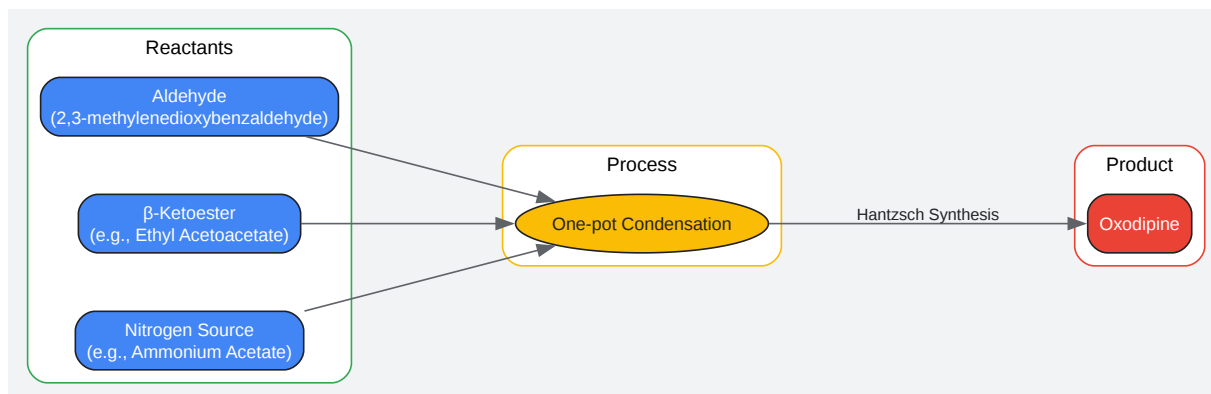 Reactants
Aldehyde
(2,3-methylenedioxybenzaldehyde)
β-Ketoester
(e.g., Ethyl Acetoacetate)
Nitrogen Source
(e.g., Ammonium Acetate)
Process
One-pot Condensation
Hantzsch Synthesis
Product
Oxodipine